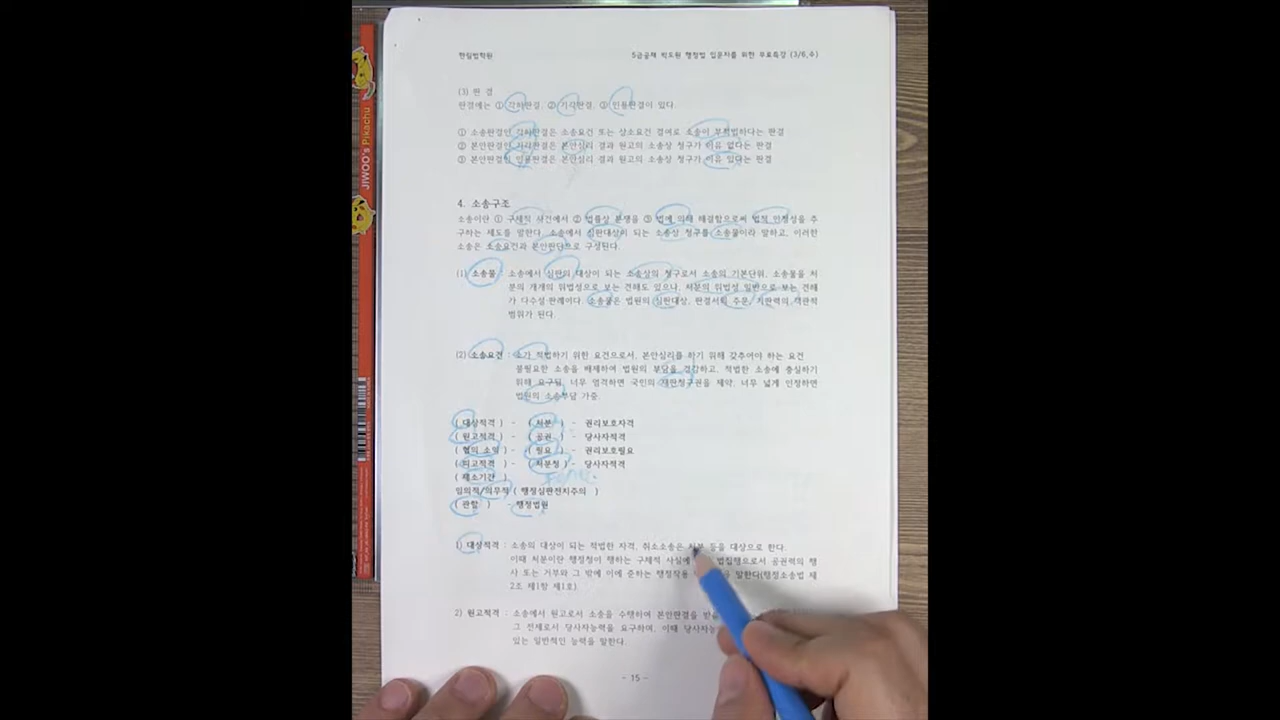 한림법학원
5급공채 박도원 행정법 입문자를 위한 무료특강 (3/6,수)
(3) 판 결
판결에는 ① 각하판결, ② 기각판결, ③ 인용판결이 있다.
① 소송판결인 각하판결은 소송요건 또는 상소요건 결여로 소송이 부적법하다는 판결
② 본안판결인 기각판결은 본안심리 결과 원고의 소송상 청구가 이유 없다는 판결
③ 본안판결인 인용판결은 본안심리 결과 원고의 소송상 청구가 이유 있다는 판결
4. 소송구조
소송이란 ① 구체적 사건에서 ② 법률상 분쟁을 ③ 법에 의해 해결함으로써 법적 안정성을 추
구하는 제도를 말한다. 소송에서 심판대상이 되는 소송상 청구를 소송물이라 말하고, 이러한
소송은 소송요건과 본안판단으로 구성된다.
(1) 소송물 : 소송에서 심판의 대상이 되는 소송상의 청구로서 소송의 기본단위. 소송물을 처
분의 개개의 위법성으로 보는 견해도 있으나, 처분의 위법성 일반으로 보는 견해
가 다수설·판례이다. 소송물은 법원의 심판대상, 판결서의 주문, 기판력의 객관적
범위가 된다.
(2) 소송요건 : 소가 적법하기 위한 요건으로서, 본안심리를 하기 위해 갖추어야 하는 요건
불필요한 소송을 배제하여 법원의 부담을 경감하고, 적법한 소송에 충실하기
위해 요구됨. 너무 엄격하면 국민의 재판청구권을 제약, 너무 넓게 인정하면
법원의 소송부담 가중.
( 대상적격 ) - ( 처분 ) - 권리보호자격
( 원고적격 ) - ( 공권 ) - 당사자적격
( 협의 소익 ) - ( 필요 ) - 권리보호필요
( 피고적격 ) - ( 처분청 ) - 당사자적격
( 제소기간 )
임의적/의무적 ( 행정심판전치주의 )
( 관할 ) - 행정법원
1) 대상적격 : 소송의 대상이 되는 적법한 자격. 취소소송은 처분 등을 대상으로 한다.
이때 처분이란 행정청이 행하는 구체적 사실에 법집행으로서 공권력의 행
사 또는 거부와 그 밖에 이에 준하는 행정작용 말한다(행정소송법 제
2조 제1항 제1호).
2) 원고적격 : 소송에서 원고로서 소송을 수행하여 본안판결을 받을
그 전제로서 당사자능력을 요구하며, 이때 당사자능
있는 일반적인 능력을 말한다.
- 15 -
JIWOO's Pikachu